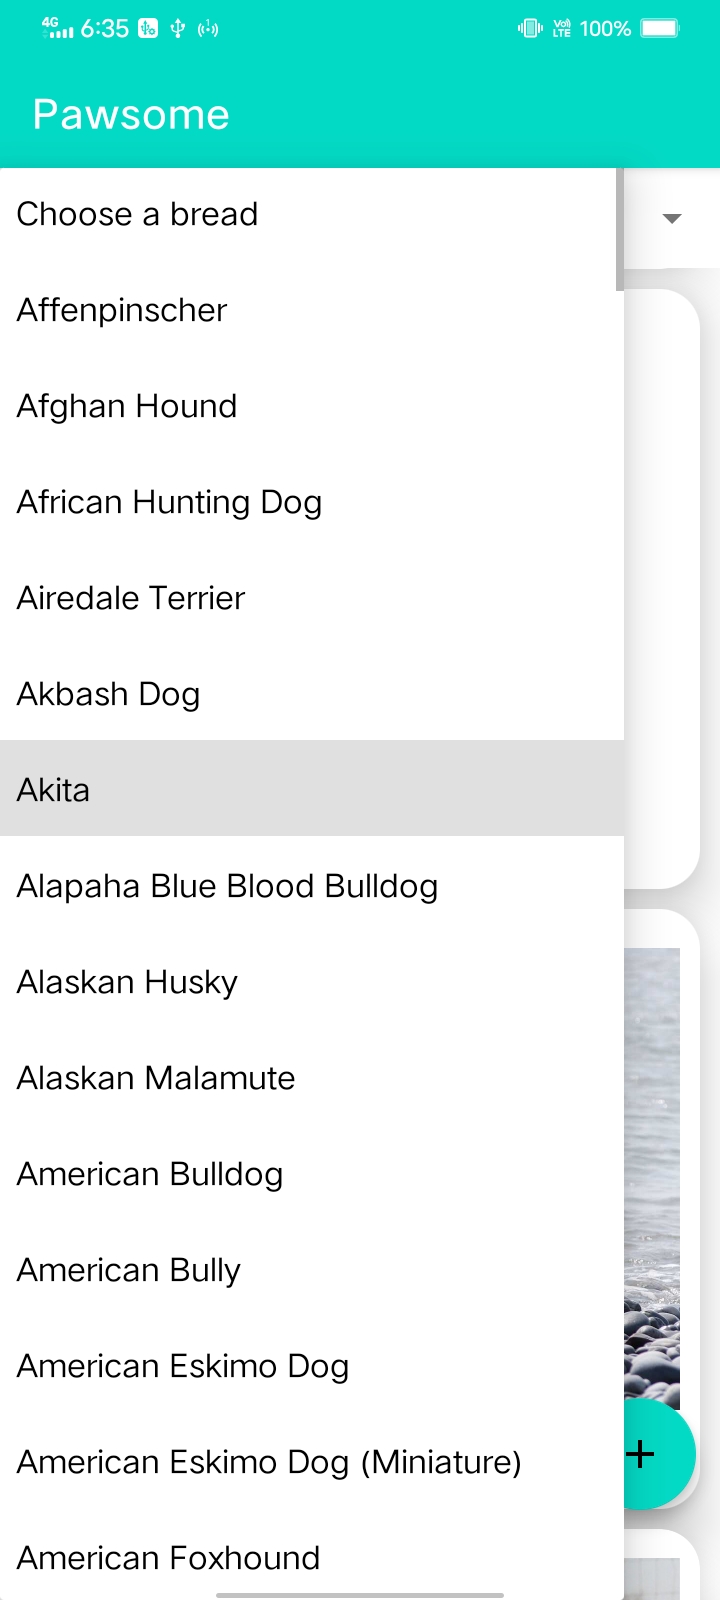 4G 6:35 VoLTE 100%
Pawsome
Choose a bread
Affenpinscher
Afghan Hound
African Hunting Dog
Airedale Terrier
Akbash Dog
Akita
Alapaha Blue Blood Bulldog
Alaskan Husky
Alaskan Malamute
American Bulldog
American Bully
American Eskimo Dog
American Eskimo Dog (Miniature)
American Foxhound